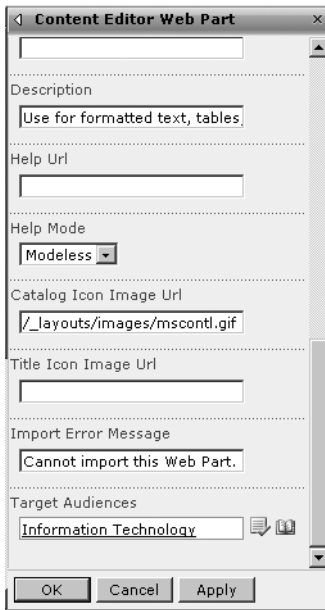 Content Editor Web Part
Description
Use for formatted text, tables,
Help Url
Help Mode
Modeless
Catalog Icon Image Url
/_layouts/images/mscontl.gif
Title Icon Image Url
Import Error Message
Cannot import this Web Part.
Target Audiences
Information Technology
OK Cancel Apply